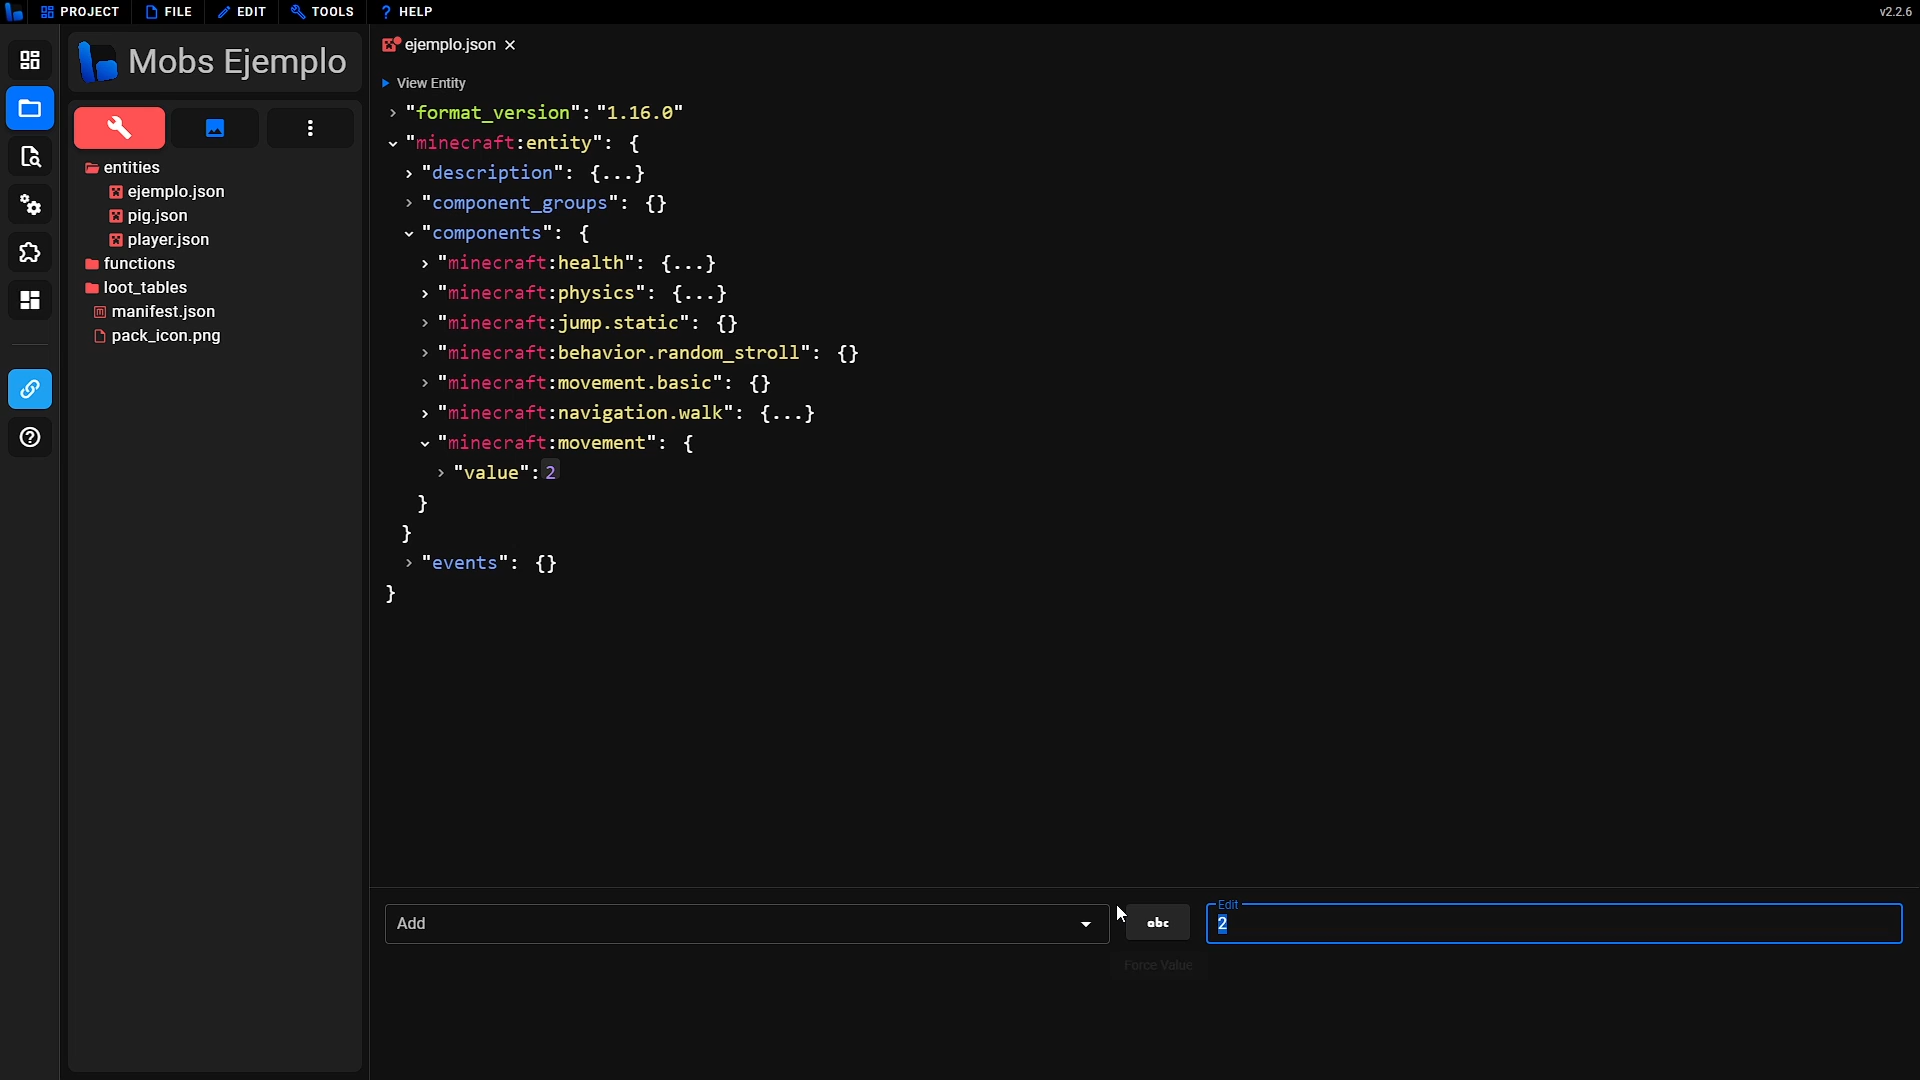 PROJECT FILE EDIT TOOLS ? HELP v2.2.6
Mobs Ejemplo
entities
ejemplo.json
pig.json
player.json
functions
loot_tables
manifest.json
pack_icon.png
ejemplo.json
View Entity
"format_version": "1.16.0"
"minecraft:entity": {
"description": {...}
"component_groups": {}
"components": {
"minecraft:health": {...}
"minecraft:physics": {...}
"minecraft:jump.static": {}
"minecraft:behavior.random_stroll": {}
"minecraft:movement.basic": {}
"minecraft:navigation.walk": {...}
"minecraft:movement": {
"value": 2
}
}
"events": {}
}
Add
abc
Edit
2
Force Value